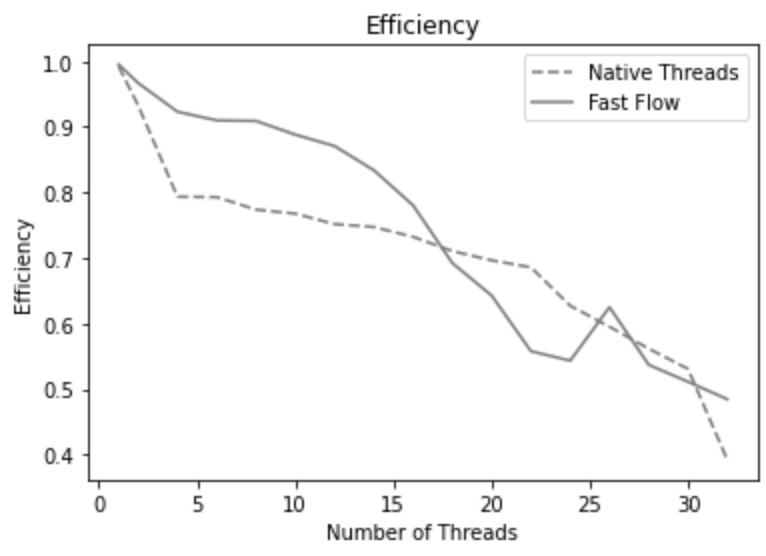 Efficiency
1.0
0.9
0.8
0.7
0.6
0.5
0.4
Efficiency
Native Threads
Fast Flow
0 5 10 15 20 25 30
Number of Threads